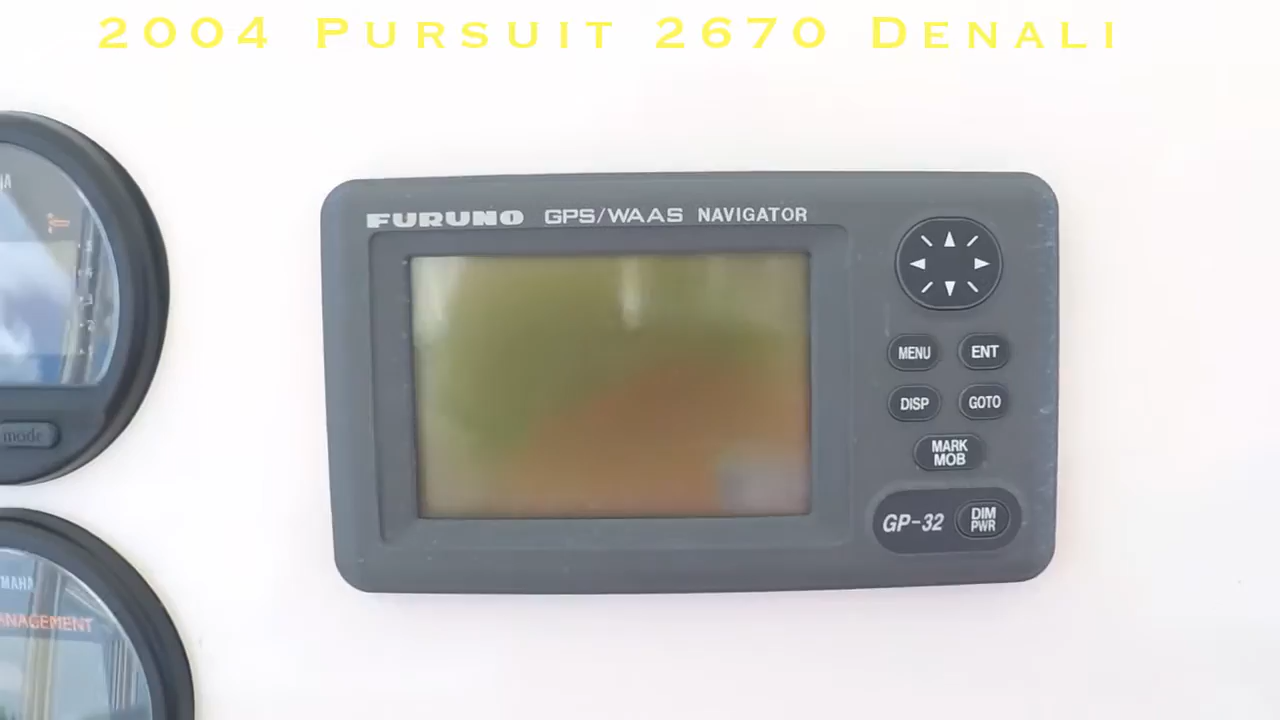 2004 PURSUIT 2670 DENALI
FURUNO GPS/WAAS NAVIGATOR
MENU ENT
DISP GOTO
MARK
MOB
GP-32 DIM
PWR
mode